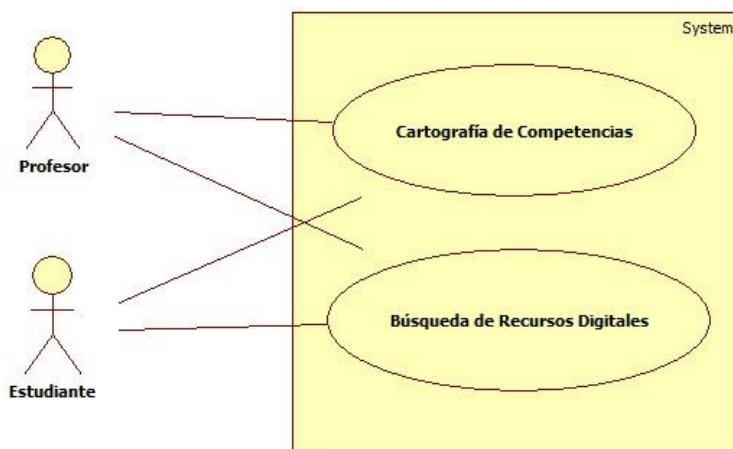 System
Cartografía de Competencias
Profesor
Búsqueda de Recursos Digitales
Estudiante